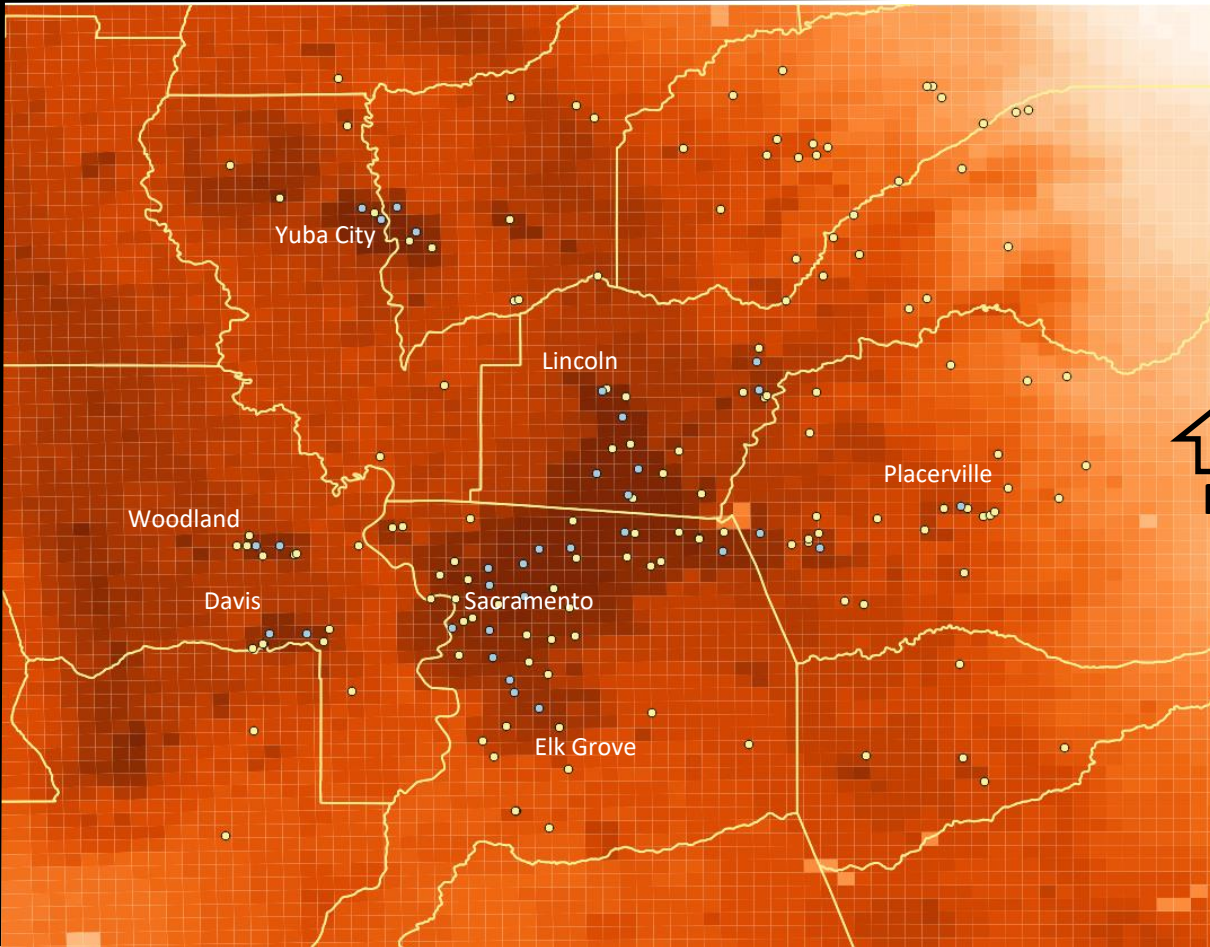 Yuba City
Lincoln
Placerville
Woodland
Davis
Sacramento
Elk Grove